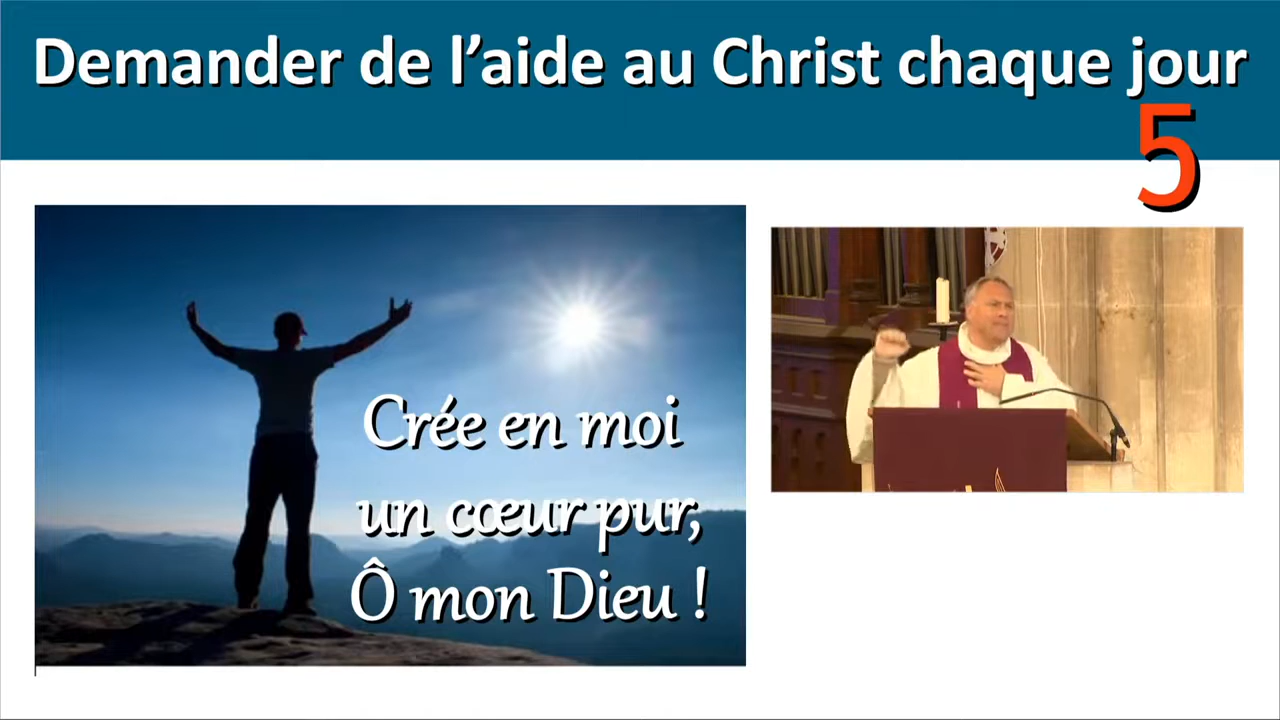 Demander de l’aide au Christ chaque jour
5
Crée en moi
un cœur pur,
Ô mon Dieu !